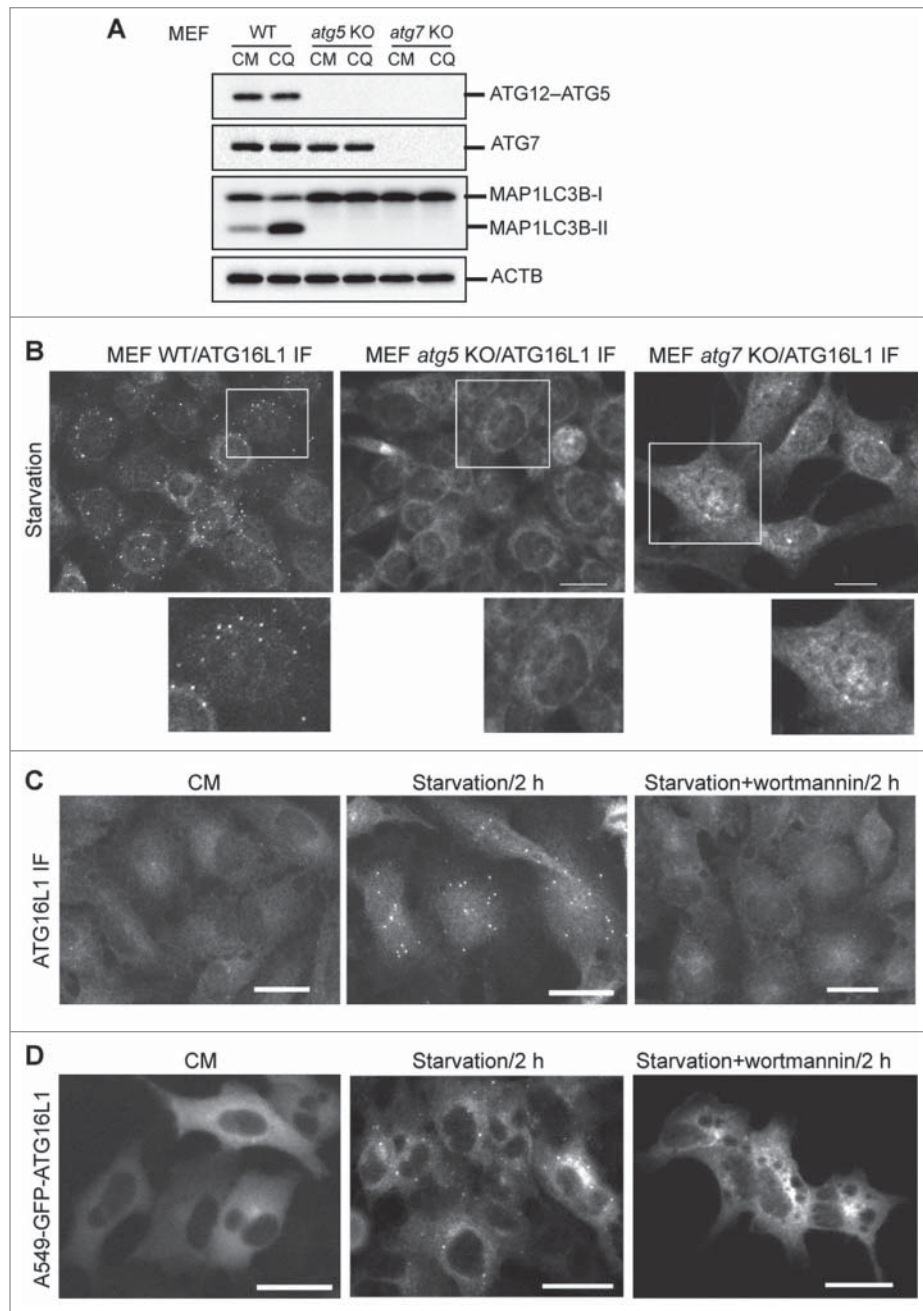 A
MEF
WT atg5 KO atg7 KO
CM CQ CM CQ CM CQ
ATG12–ATG5
ATG7
MAP1LC3B-I
MAP1LC3B-II
ACTB
B
MEF WT/ATG16L1 IF MEF atg5 KO/ATG16L1 IF MEF atg7 KO/ATG16L1 IF
Starvation
C
CM Starvation/2 h Starvation+wortmannin/2 h
ATG16L1 IF
D
CM Starvation/2 h Starvation+wortmannin/2 h
A549-GFP-ATG16L1